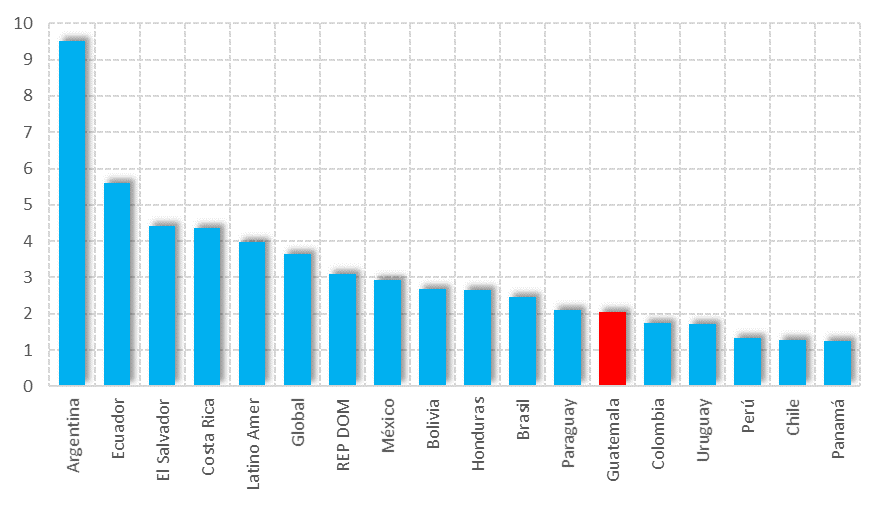 10
9
8
7
6
5
4
3
2
1
0
Argentina
Ecuador
El Salvador
Costa Rica
Latino Amer
Global
REP DOM
México
Bolivia
Honduras
Brasil
Paraguay
Guatemala
Colombia
Uruguay
Perú
Chile
Panamá